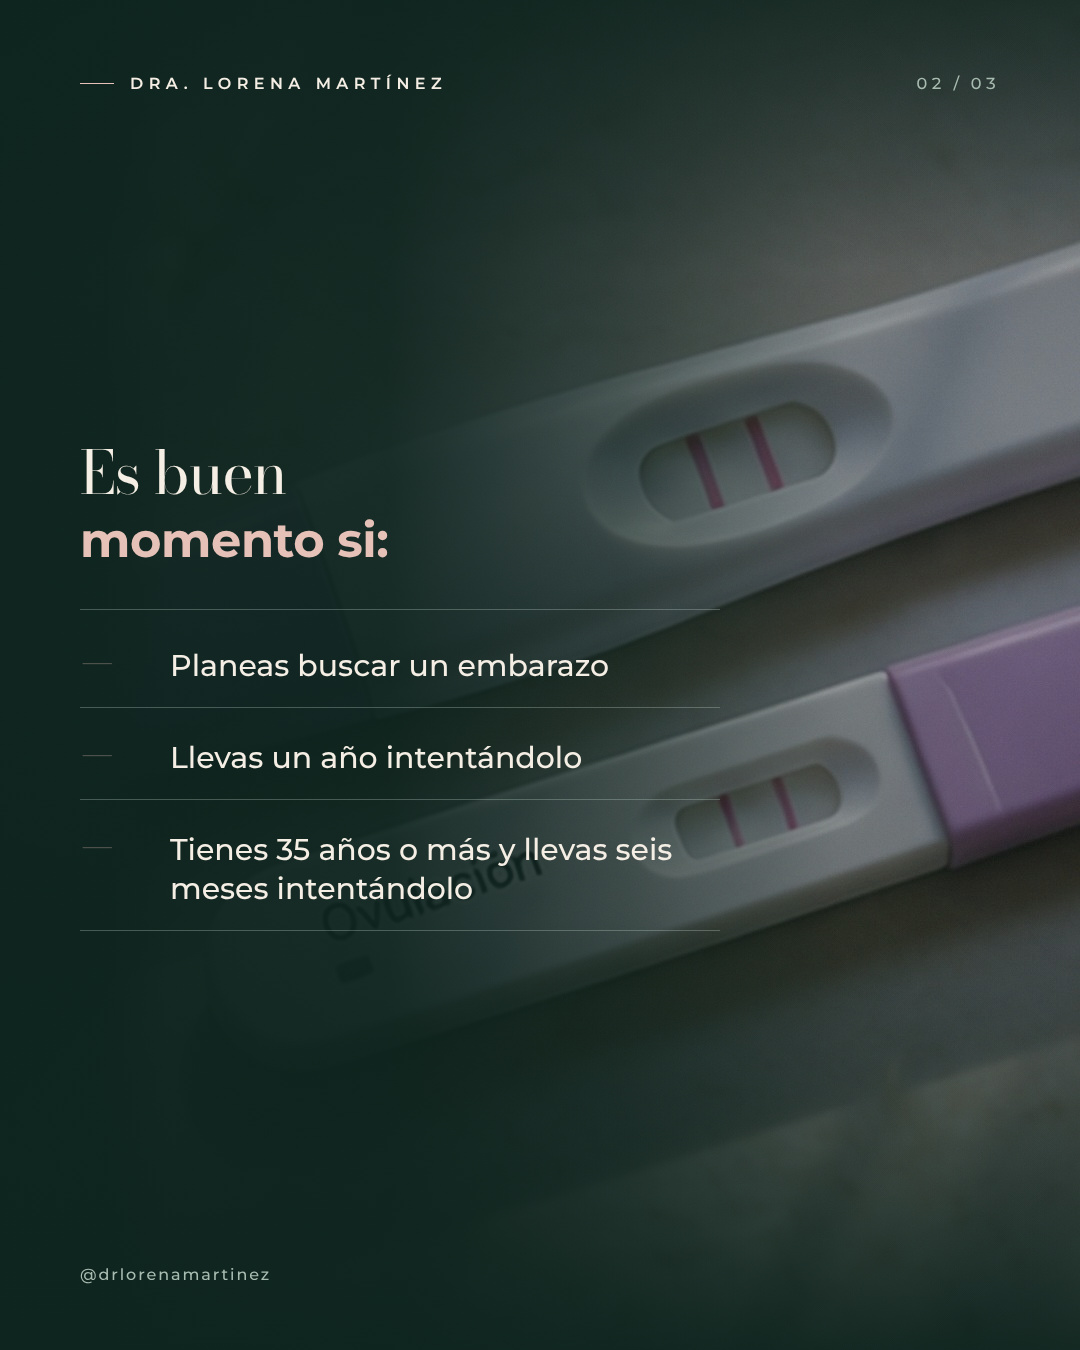 DRA. LORENA MARTÍNEZ
02 / 03
Es buen
momento si:
Planeas buscar un embarazo
Llevas un año intentándolo
Tienes 35 años o más y llevas seis
meses intentándolo
Ovulación
@drlorenamartinez